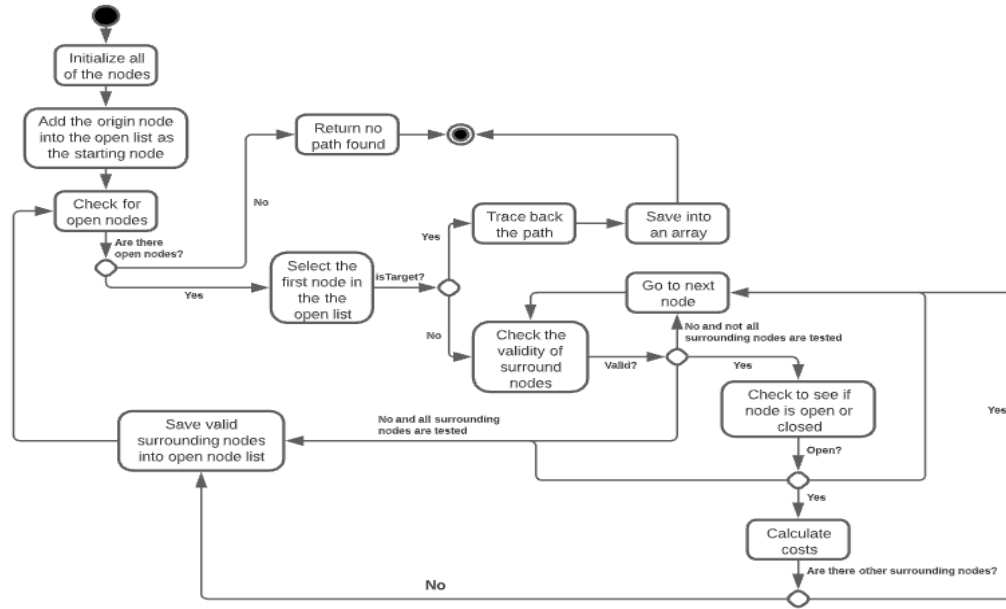 Initialize all
of the nodes
Add the origin node
into the open list as
the starting node
Check for
open nodes
Are there
open nodes?
No
Return no
path found
Yes
Select the
first node in
the the
open list
isTarget?
Yes
Trace back
the path
Save into
an array
No
Check the
validity of
surround
nodes
Go to next
node
Valid?
No and not all
surrounding nodes are tested
Yes
Check to see if
node is open or
closed
No and all surrounding
nodes are tested
Save valid
surrounding nodes
into open node list
Open?
Yes
Calculate
costs
Are there other surrounding nodes?
No
Yes